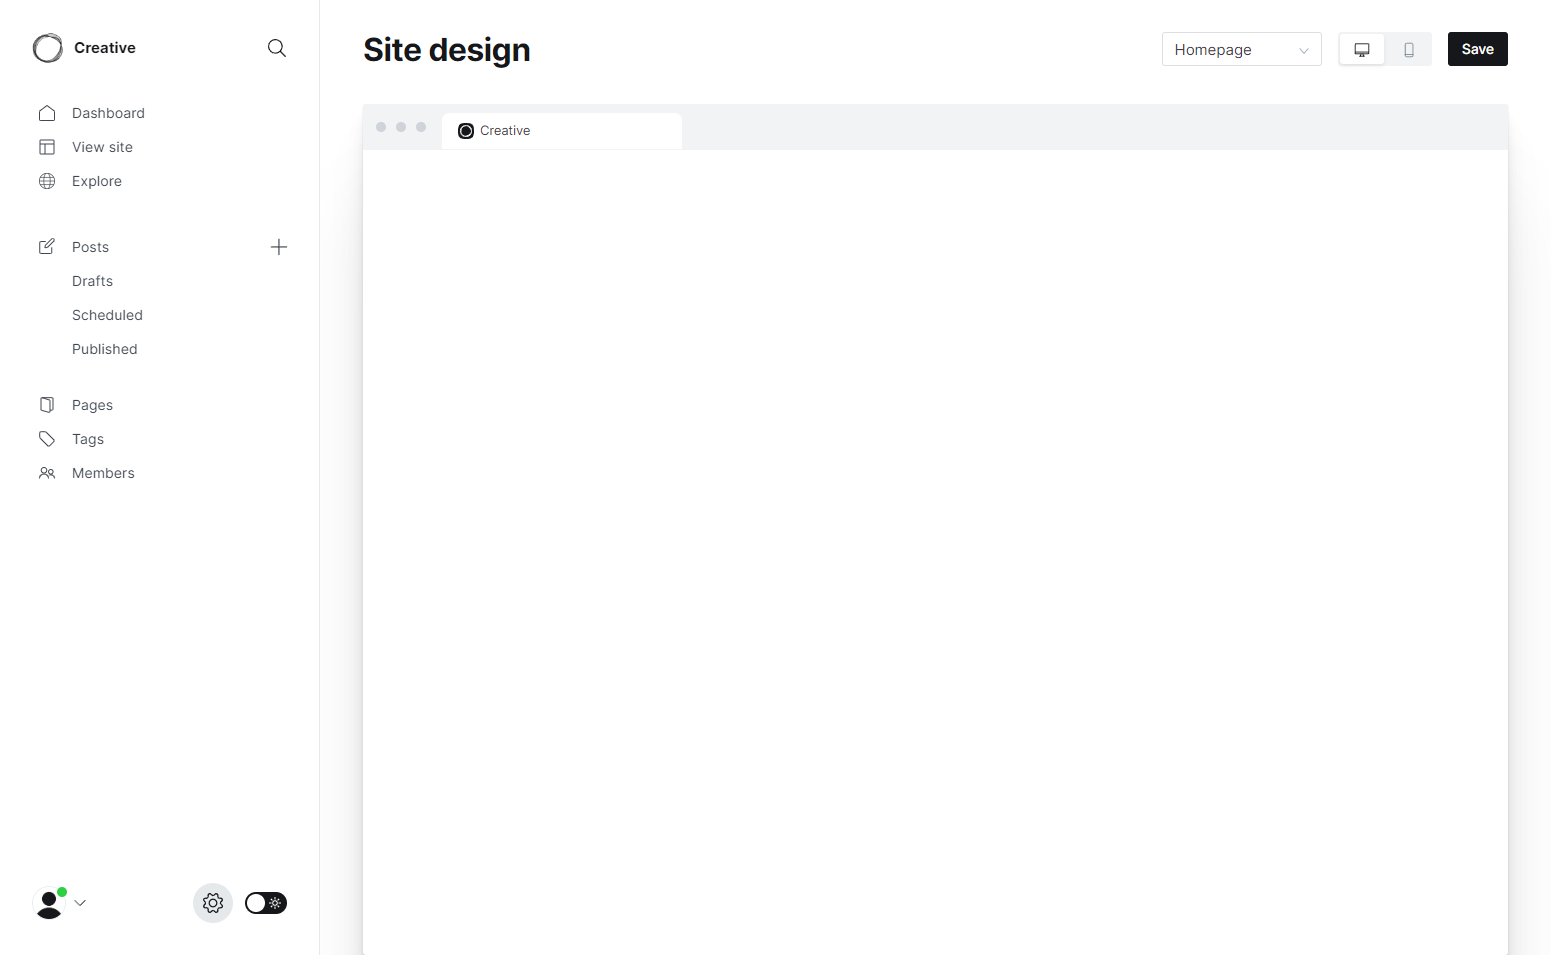 Creative
Dashboard
View site
Explore
Posts
Drafts
Scheduled
Published
Pages
Tags
Members
Site design
Homepage
Save
Creative